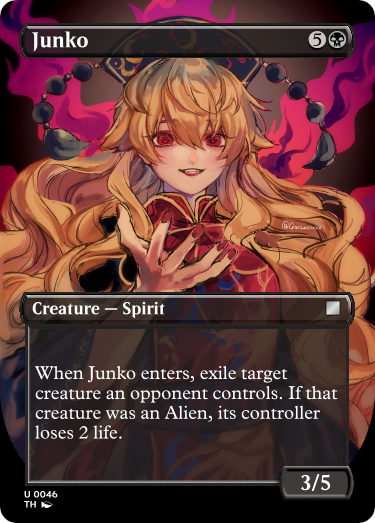 Junko 5
Creature — Spirit
When Junko enters, exile target
creature an opponent controls. If that
creature was an Alien, its controller
loses 2 life.
3/5
U 0046
TH